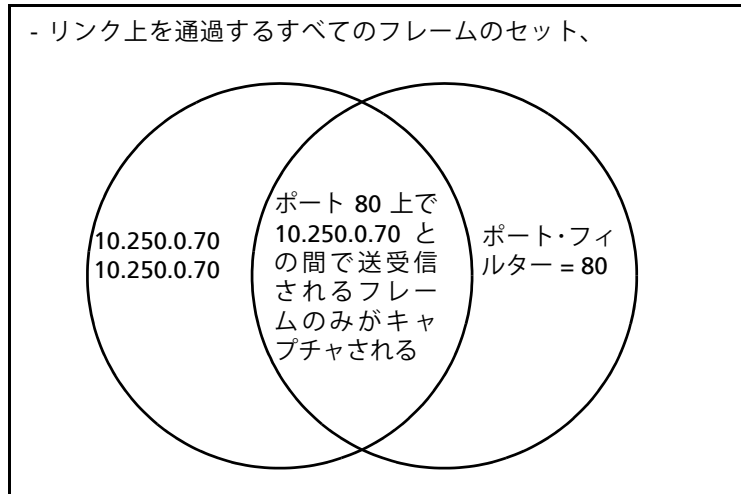 - リンク上を通過するすべてのフレームのセット、
10.250.0.70
10.250.0.70
ポート 80 上で
10.250.0.70 と
の間で送受信
されるフレー
ムのみがキャ
プチャされる
ポート・フィ
ルター = 80